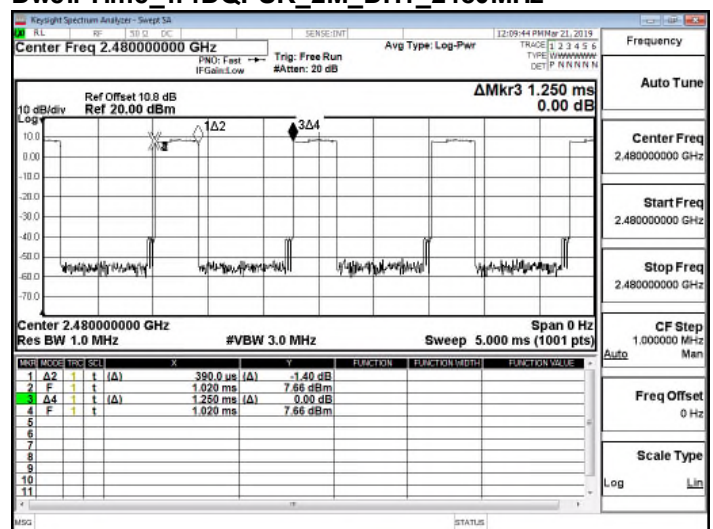 DwellTime_π4DQPSK_2M_DH1_2480MHz
Keysight Spectrum Analyzer - Swept SA
RL RF 50 Ω DC SENSE:INT 12:09:44 PM Mar 21, 2019
Center Freq 2.480000000 GHz
PNO: Fast Trig: Free Run Avg Type: Log-Pwr
IFGain:Low #Atten: 20 dB
TRACE 1 2 3 4 5 6
TYPE WWWWWW
DET P N N N N N
Frequency
Auto Tune
Ref Offset 10.8 dB
10 dB/div Ref 20.00 dBm
ΔMkr3 1.250 ms
0.00 dB
Log
1Δ2 3Δ4
10.0
0.00
-10.0
-20.0
-30.0
-40.0
-50.0
-60.0
-70.0
Center 2.480000000 GHz Span 0 Hz
Res BW 1.0 MHz #VBW 3.0 MHz Sweep 5.000 ms (1001 pts)
MKR MODE TRC SCL X Y FUNCTION FUNCTION WIDTH FUNCTION VALUE
1 Δ2 1 t (Δ) 390.0 us (Δ) -1.40 dB
2 F 1 t 1.020 ms 7.66 dBm
3 Δ4 1 t (Δ) 1.250 ms (Δ) 0.00 dB
4 F 1 t 1.020 ms 7.66 dBm
5
6
7
8
9
10
11
MSG STATUS
Center Freq
2.480000000 GHz
Start Freq
2.480000000 GHz
Stop Freq
2.480000000 GHz
CF Step
1.000000 MHz
Auto Man
Freq Offset
0 Hz
Scale Type
Log Lin